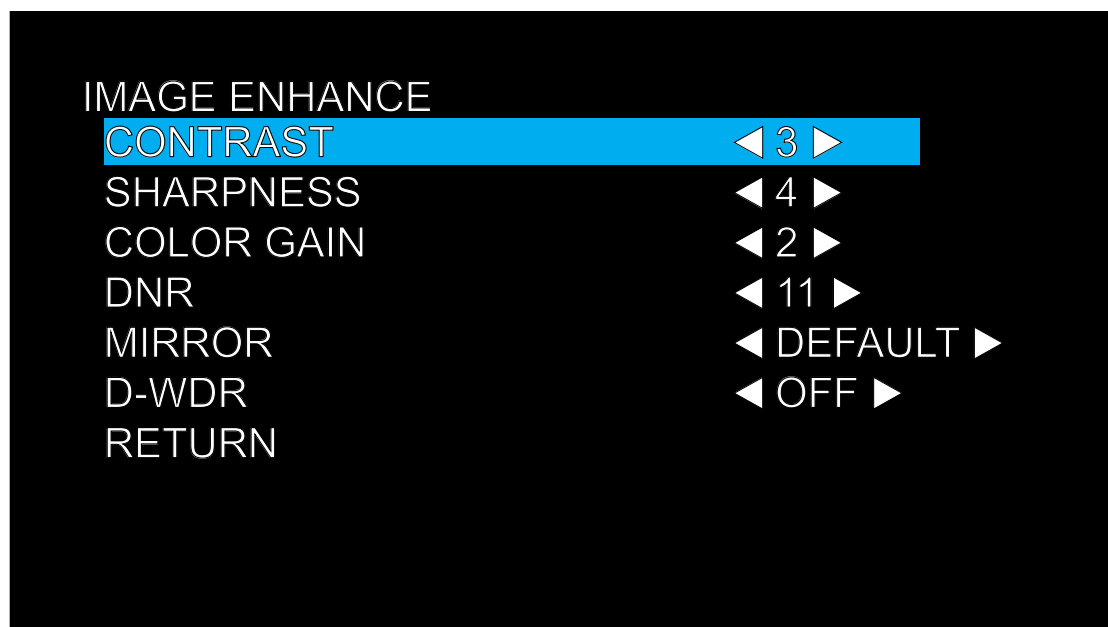 IMAGE ENHANCE
CONTRAST ◀ 3 ▶
SHARPNESS ◀ 4 ▶
COLOR GAIN ◀ 2 ▶
DNR ◀ 11 ▶
MIRROR ◀ DEFAULT ▶
D-WDR ◀ OFF ▶
RETURN